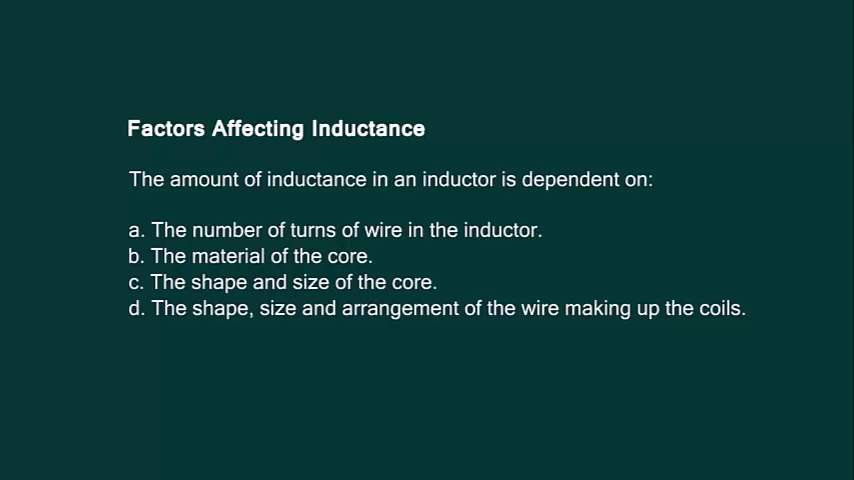 Factors Affecting Inductance
The amount of inductance in an inductor is dependent on:
a. The number of turns of wire in the inductor.
b. The material of the core.
c. The shape and size of the core.
d. The shape, size and arrangement of the wire making up the coils.